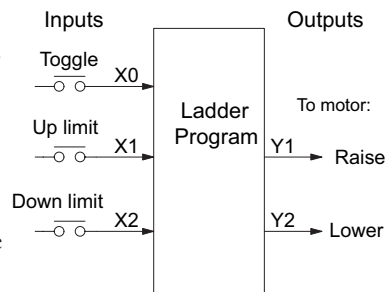 Inputs
Outputs
Toggle
X0
Ladder
Program
To motor:
Up limit
X1
Y1
Raise
Down limit
X2
Y2
Lower
e